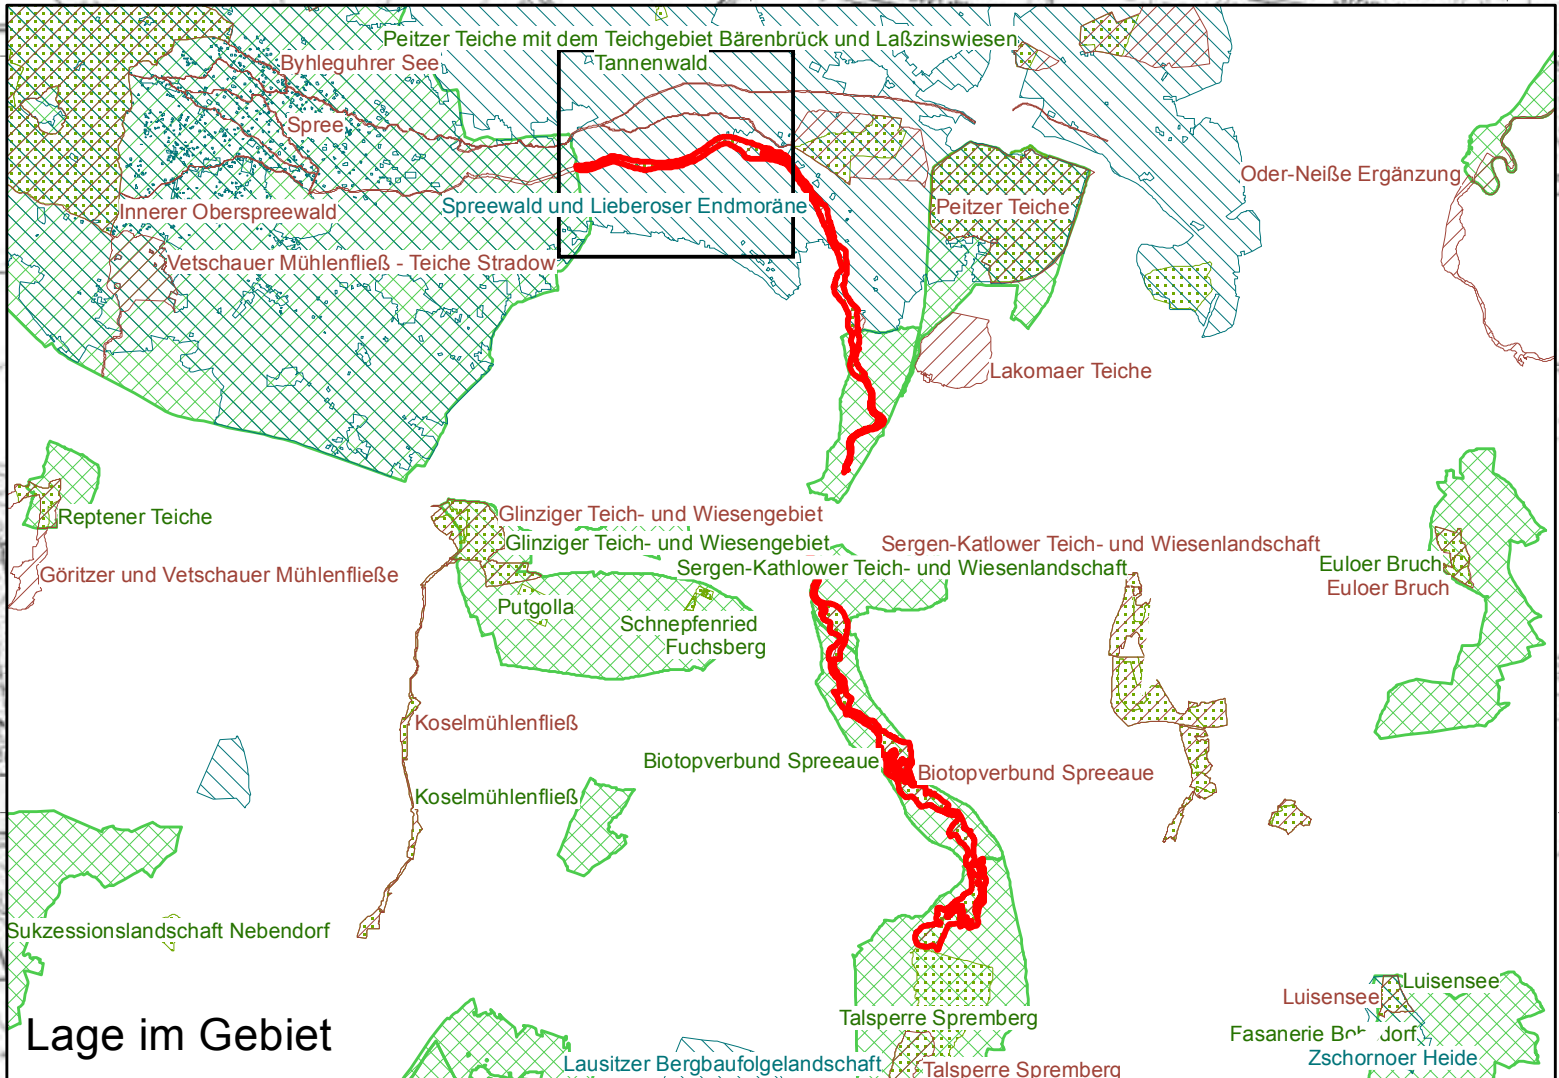 Peitzer Teiche mit dem Teichgebiet Bärenbrück und Laßzinswiesen
Byhleguhrer See
Tannenwald
Spree
Oder-Neiße Ergänzung
Innerer Oberspreewald
Spreewald und Lieberoser Endmoräne
Peitzer Teiche
Vetschauer Mühlenfließ - Teiche Stradow
Lakomaer Teiche
Reptener Teiche
Glinziger Teich- und Wiesengebiet
Glinziger Teich- und Wiesengebiet
Sergen-Katlower Teich- und Wiesenlandschaft
Sergen-Kathlower Teich- und Wiesenlandschaft
Euloer Bruch
Euloer Bruch
Göritzer und Vetschauer Mühlenfließe
Putgolla
Schnepfenried
Fuchsberg
Koselmühlenfließ
Biotopverbund Spreeaue
Biotopverbund Spreeaue
Koselmühlenfließ
Sukzessionslandschaft Nebendorf
Luisensee
Luisensee
Talsperre Spremberg
Fasanerie
Zschornoer Heide
Lage im Gebiet
Lausitzer Bergbaufolgelandschaft
Talsperre Spremberg